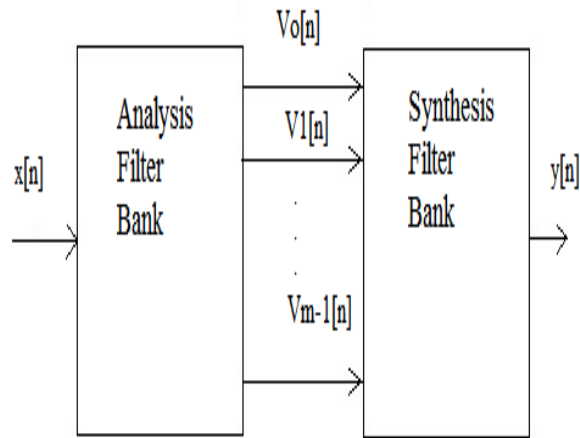 Vo[n]
Analysis
Filter
Bank
Synthesis
Filter
Bank
V1[n]
x[n]
y[n]
Vm-1[n]